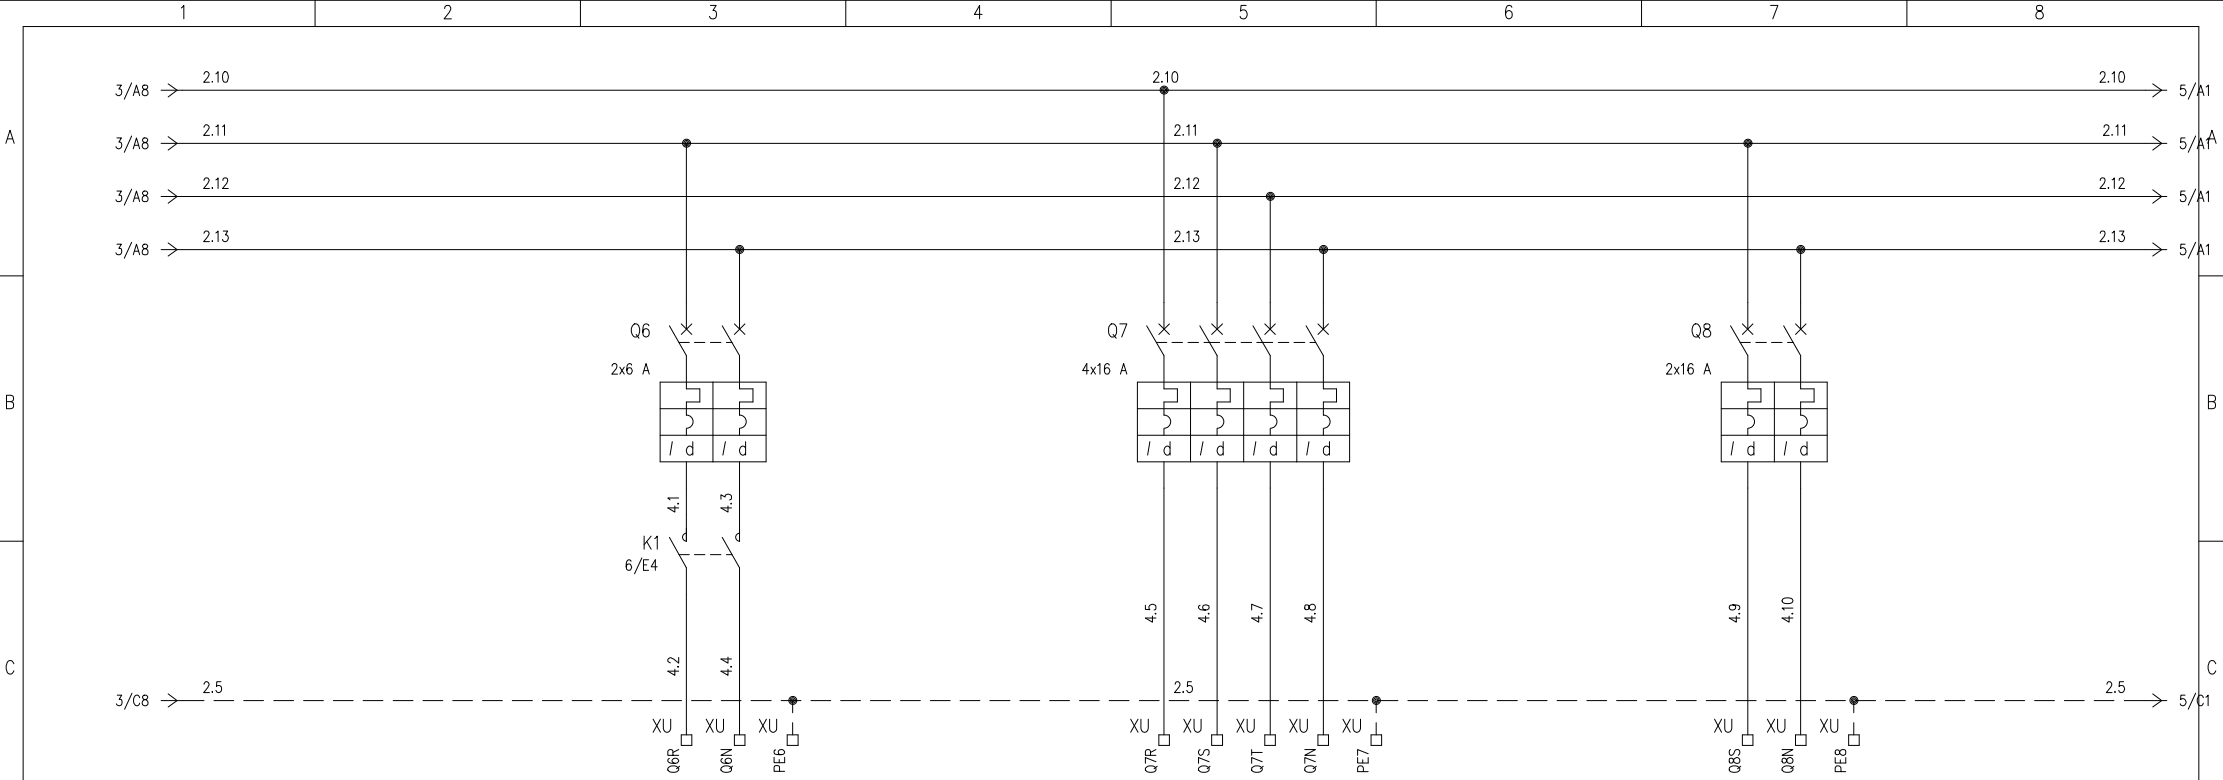 1 2 3 4 5 6 7 8
2.10 2.10 2.10
3/A8 5/A1
2.11 2.11 2.11
A 3/A8 5/A1 A
2.12 2.12 2.12
3/A8 5/A1
2.13 2.13 2.13
3/A8 5/A1
Q6 Q7 Q8
2x6 A 4x16 A 2x16 A
B B
I d I d I d I d I d I d I d I d
4.1 4.3
K1
6/E4
4.5 4.6 4.7 4.8 4.9 4.10
C 4.2 4.4 C
2.5 2.5 2.5
3/C8 5/C1
XU XU XU XU XU XU XU XU XU XU XU
Q6R Q6N PE6 Q7R Q7S Q7T Q7N PE7 Q8S Q8N PE8